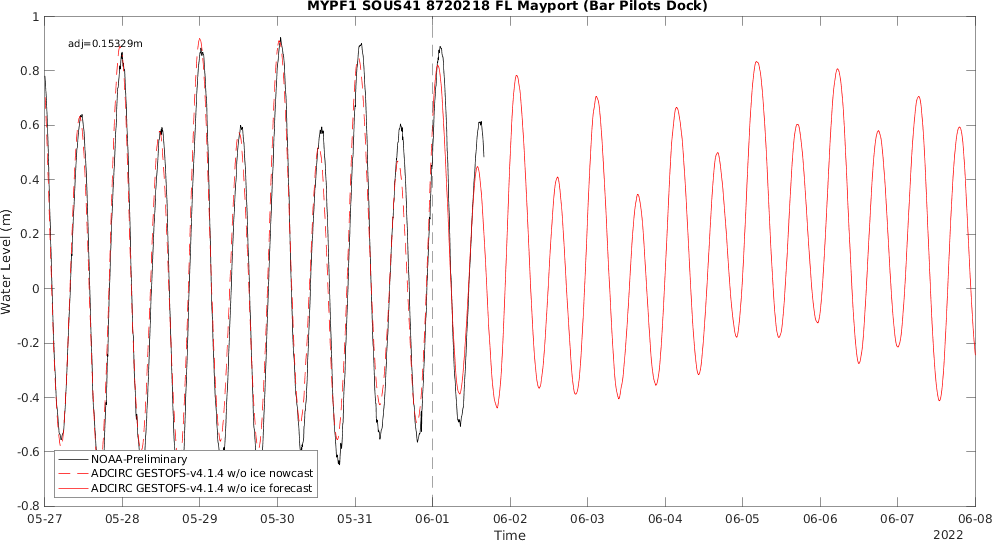 MYPF1 SOUS41 8720218 FL Mayport (Bar Pilots Dock)
adj=0.15329m
Water Level (m)
1
0.8
0.6
0.4
0.2
0
-0.2
-0.4
-0.6
-0.8
NOAA-Preliminary
ADCIRC GESTOFS-v4.1.4 w/o ice nowcast
ADCIRC GESTOFS-v4.1.4 w/o ice forecast
05-27 05-28 05-29 05-30 05-31 06-01 06-02 06-03 06-04 06-05 06-06 06-07 06-08
Time
2022